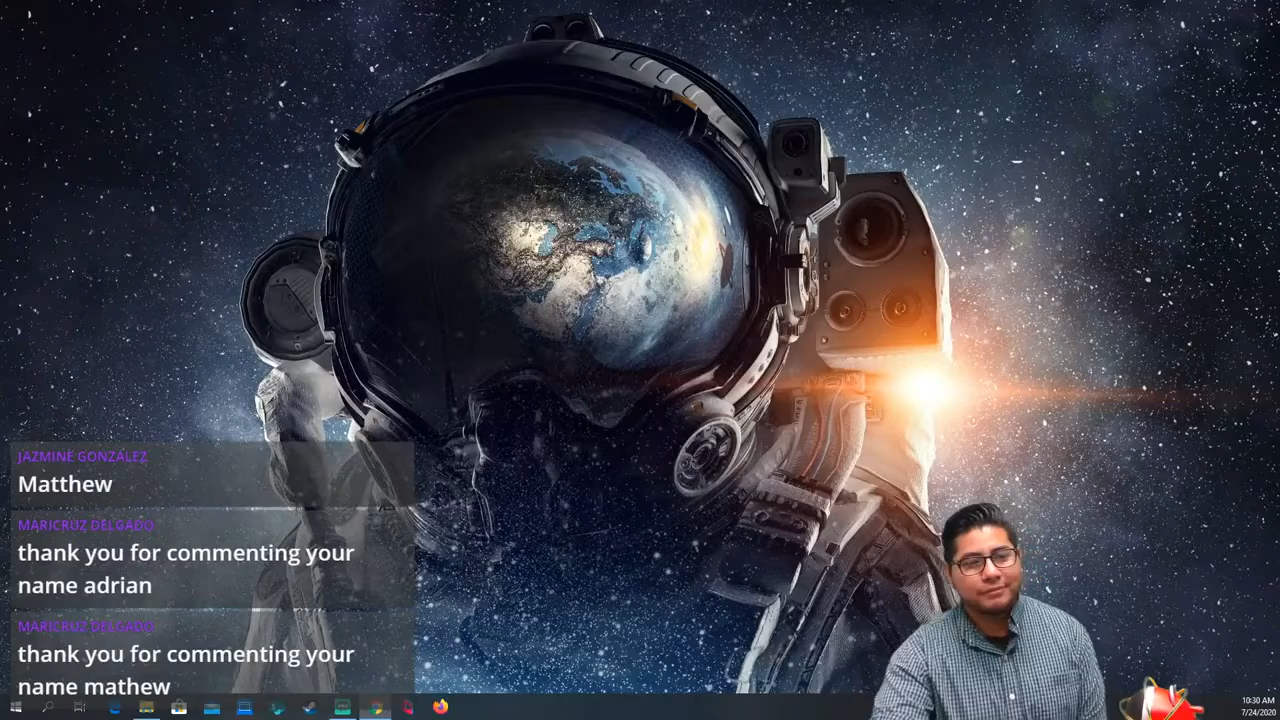 JAZMINE GONZALEZ
Matthew
MARICRUZ DELGADO
thank you for commenting your
name adrian
MARICRUZ DELGADO
thank you for commenting your
name mathew
10:30 AM
7/24/2020